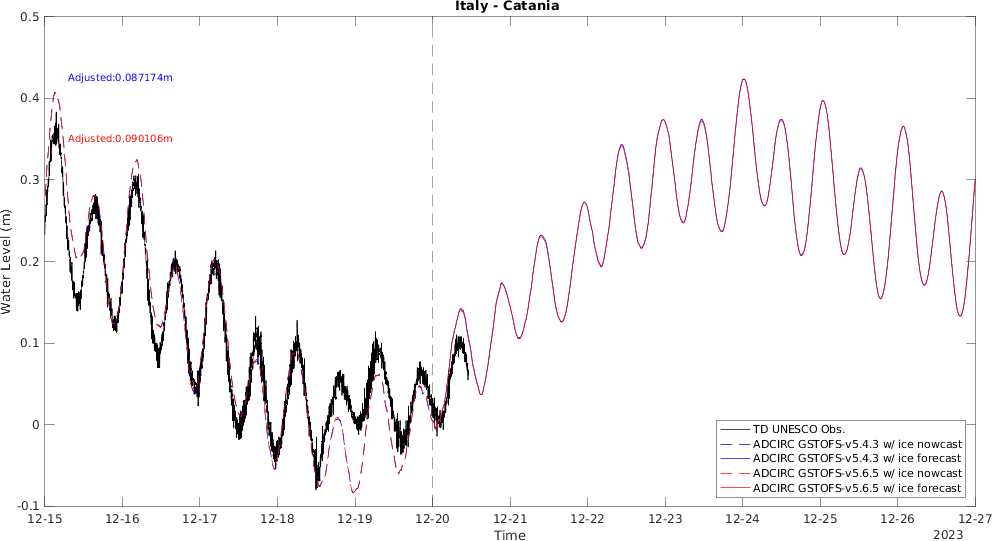 Italy - Catania
Adjusted:0.087174m
Adjusted:0.090106m
Water Level (m)
0.5
0.4
0.3
0.2
0.1
0
-0.1
12-15 12-16 12-17 12-18 12-19 12-20 12-21 12-22 12-23 12-24 12-25 12-26 12-27
Time
2023
TD UNESCO Obs.
ADCIRC GSTOFS-v5.4.3 w/ ice nowcast
ADCIRC GSTOFS-v5.4.3 w/ ice forecast
ADCIRC GSTOFS-v5.6.5 w/ ice nowcast
ADCIRC GSTOFS-v5.6.5 w/ ice forecast